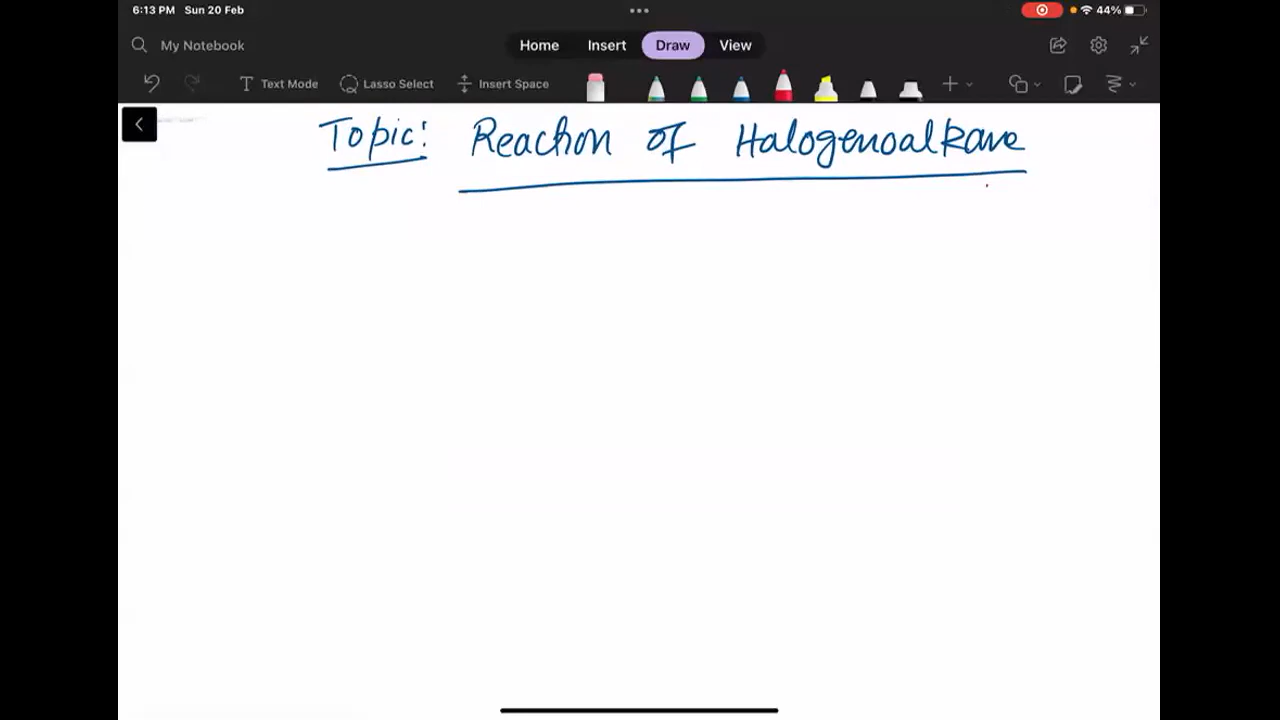 6:13 PM Sun 20 Feb
44%
My Notebook
Home Insert Draw View
Text Mode Lasso Select Insert Space
Topic: Reaction of Halogenoalkane